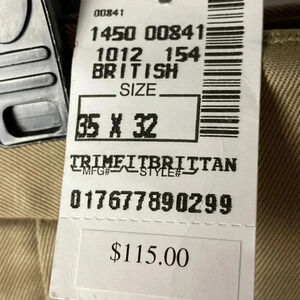 00841
1450 00841
1012 154
BRITISH
SIZE
35 X 32
TRIMFITBRITTAN
MFG# STYLE#
017677890299
$115.00